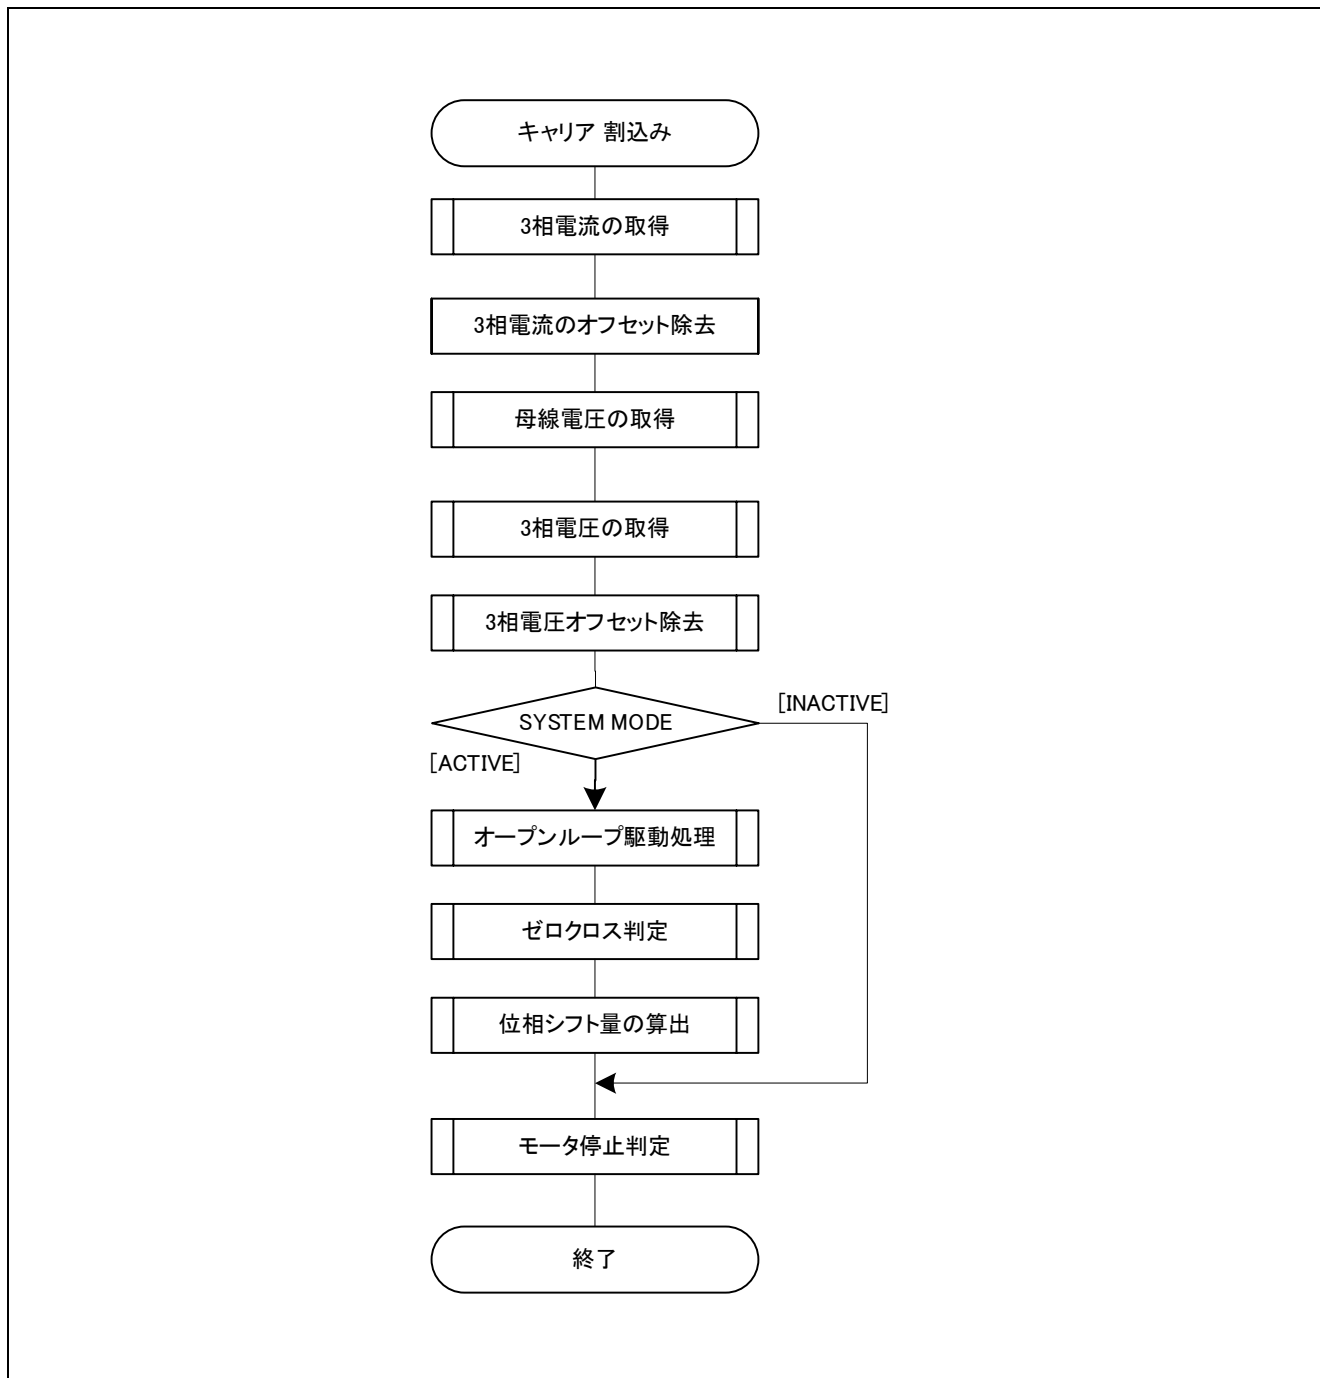 キャリア 割込み
3相電流の取得
3相電流のオフセット除去
母線電圧の取得
3相電圧の取得
3相電圧オフセット除去
[INACTIVE]
SYSTEM MODE
[ACTIVE]
オープンループ駆動処理
ゼロクロス判定
位相シフト量の算出
モータ停止判定
終了